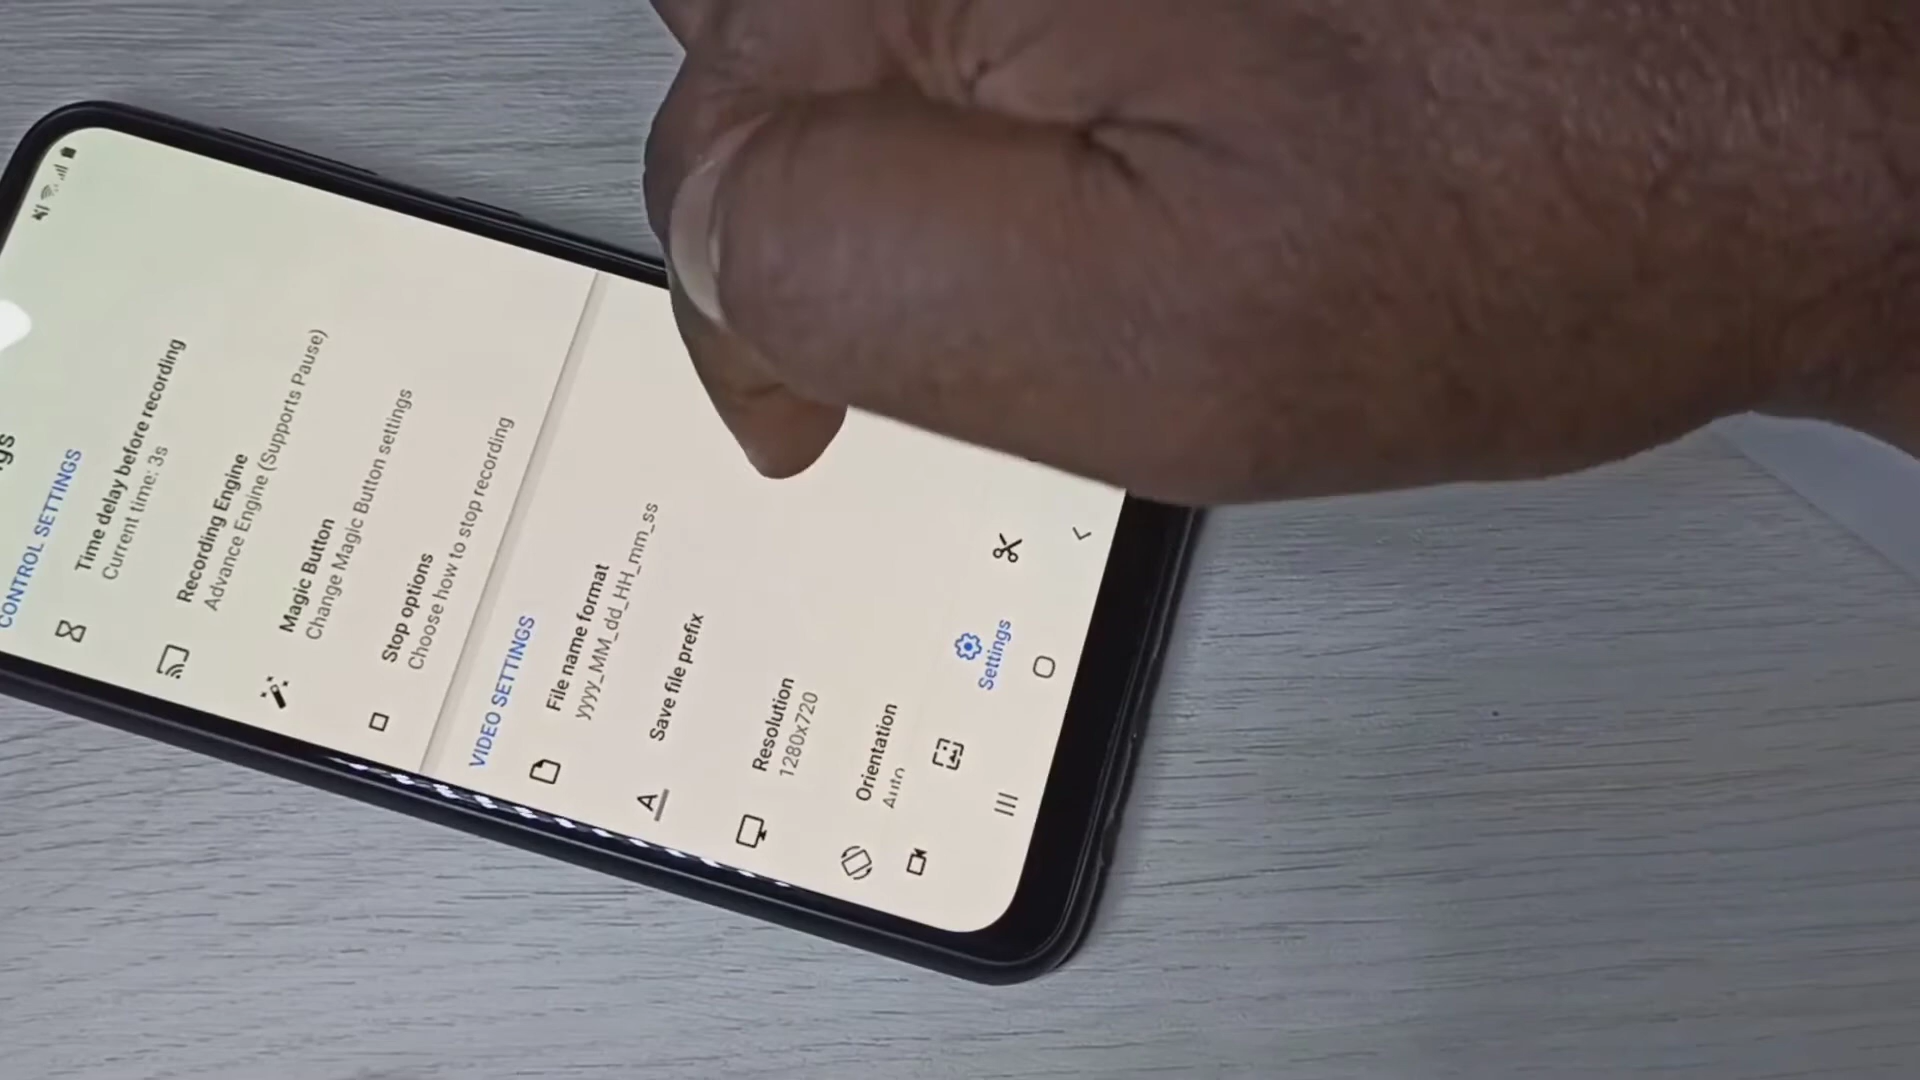 gs
CONTROL SETTINGS
Time delay before recording
Current time: 3s
Recording Engine
Advance Engine (Supports Pause)
Magic Button
Change Magic Button settings
Stop options
Choose how to stop recording
VIDEO SETTINGS
File name format
yyyy_MM_dd_HH_mm_ss
Save file prefix
Resolution
1280x720
Orientation
Auto
Settings